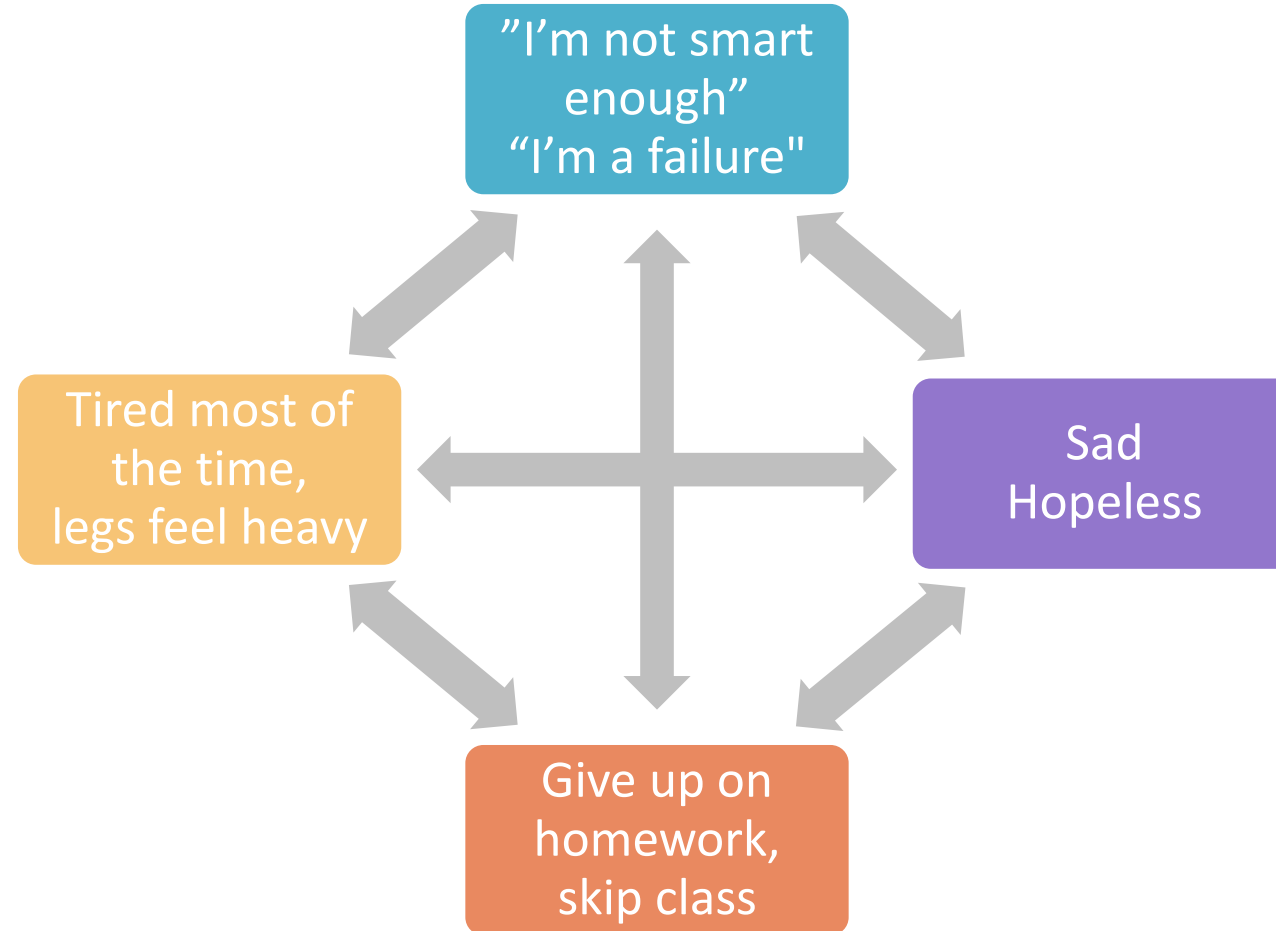 ”I’m not smart
enough”
“I’m a failure"
Tired most of
the time,
legs feel heavy
Sad
Hopeless
Give up on
homework,
skip class